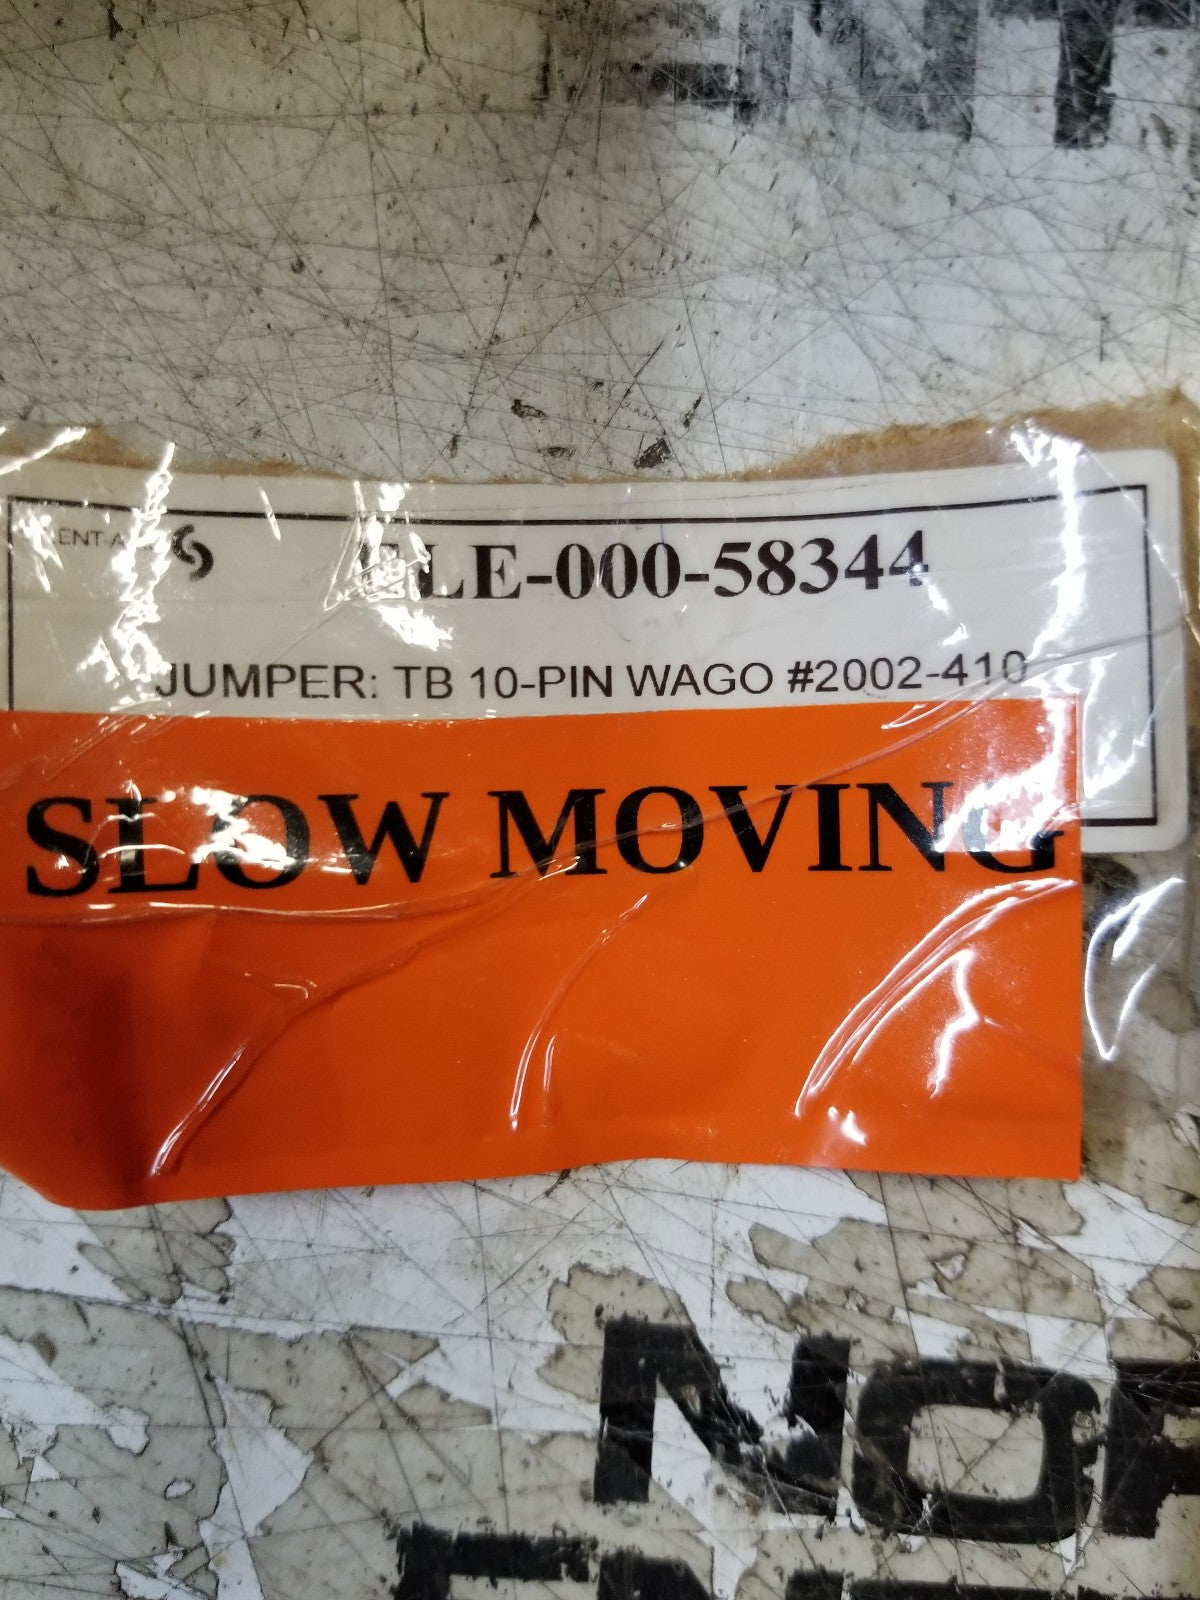 ELE-000-58344
JUMPER: TB 10-PIN WAGO #2002-410
SLOW MOVING